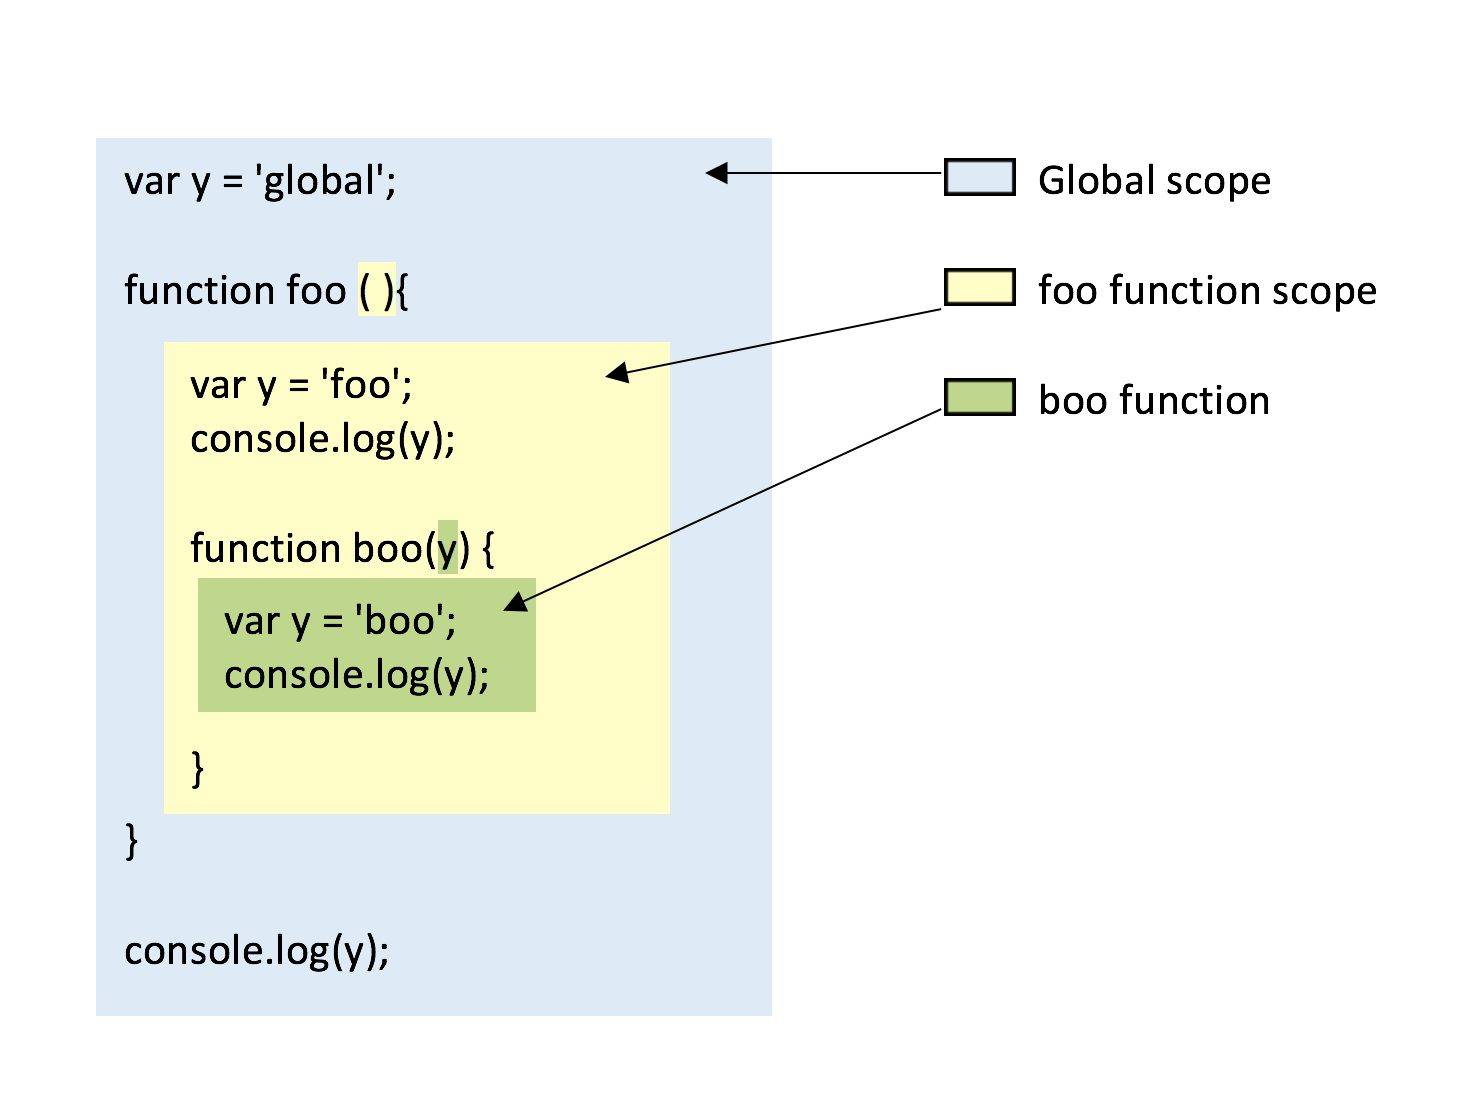 var y = 'global';
function foo ( ){
var y = 'foo';
console.log(y);
function boo(y) {
var y = 'boo';
console.log(y);
}
}
console.log(y);
Global scope
foo function scope
boo function